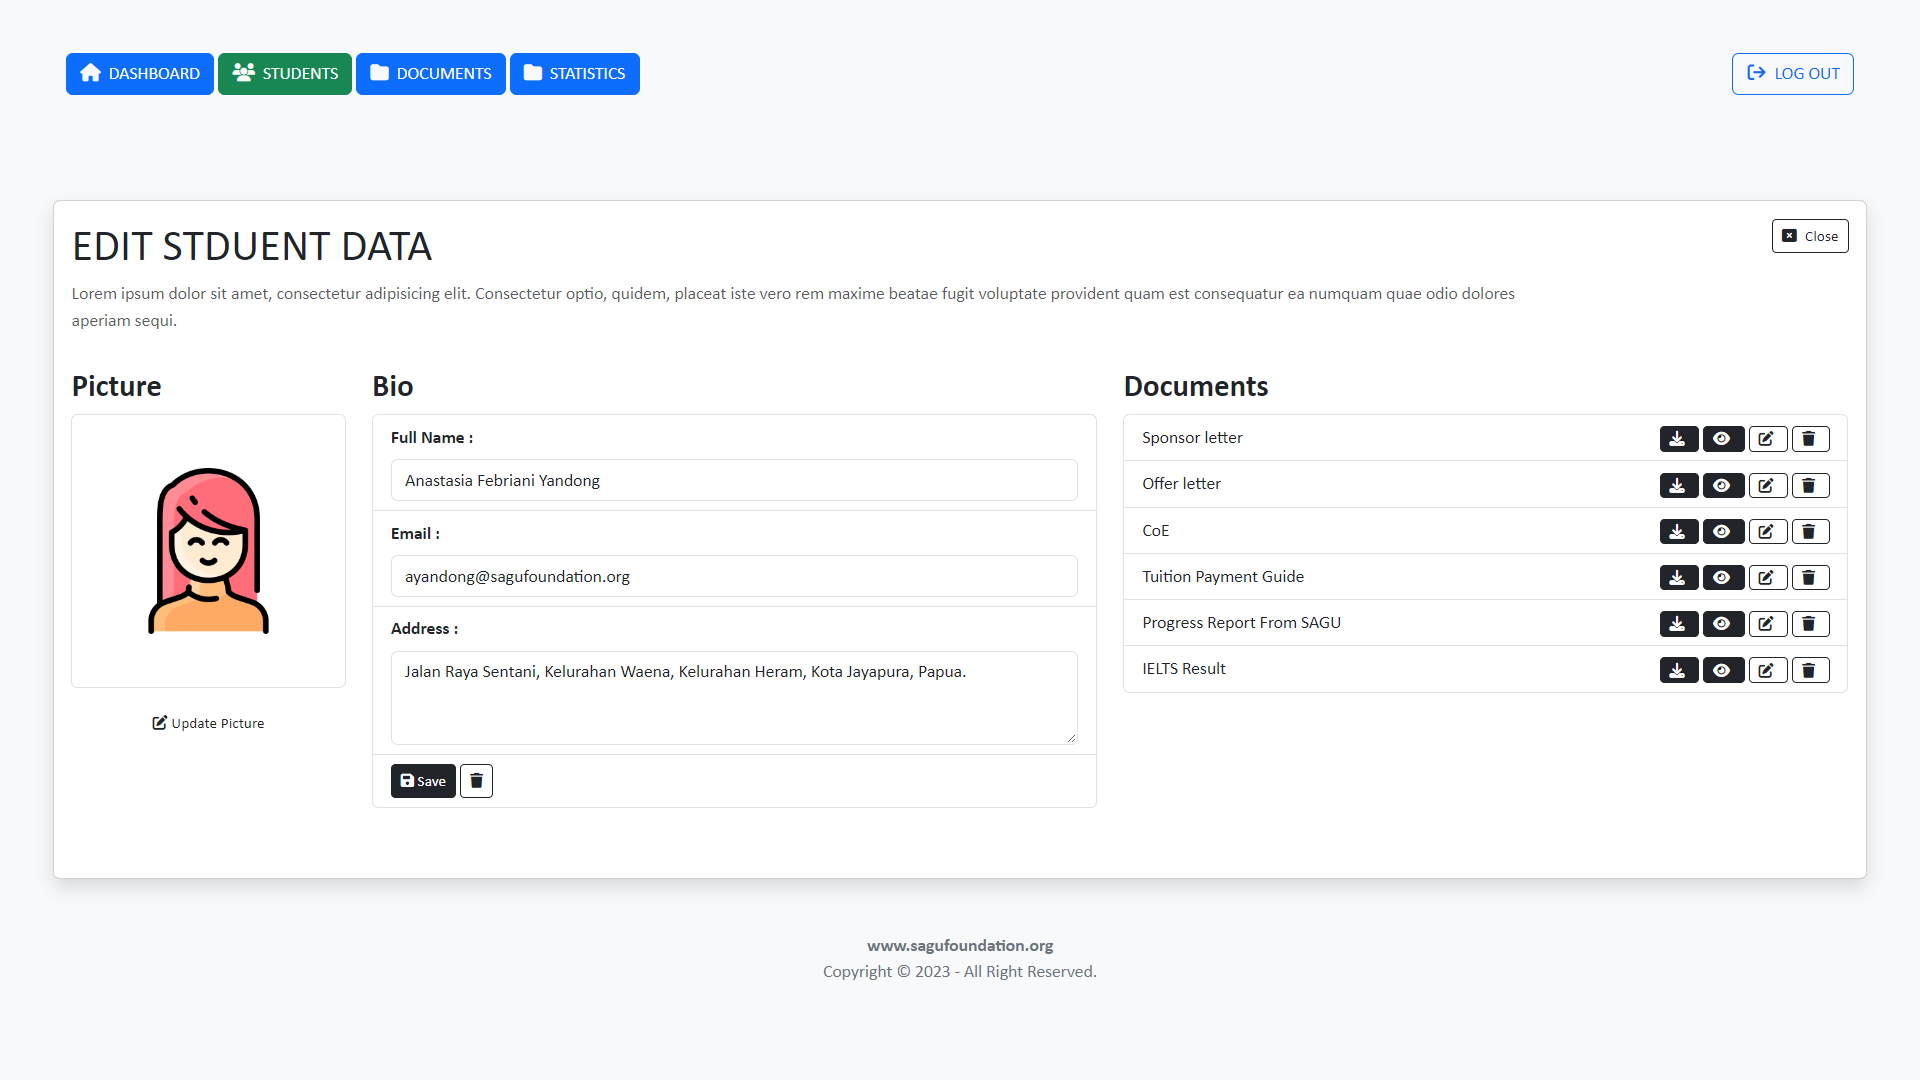 DASHBOARD STUDENTS DOCUMENTS STATISTICS LOG OUT
EDIT STDUENT DATA
Close
Lorem ipsum dolor sit amet, consectetur adipisicing elit. Consectetur optio, quidem, placeat iste vero rem maxime beatae fugit voluptate provident quam est consequatur ea numquam quae odio dolores
aperiam sequi.
Picture
Update Picture
Bio
Full Name :
Anastasia Febriani Yandong
Email :
ayandong@sagufoundation.org
Address :
Jalan Raya Sentani, Kelurahan Waena, Kelurahan Heram, Kota Jayapura, Papua.
Save
Documents
Sponsor letter
Offer letter
CoE
Tuition Payment Guide
Progress Report From SAGU
IELTS Result
www.sagufoundation.org
Copyright © 2023 - All Right Reserved.